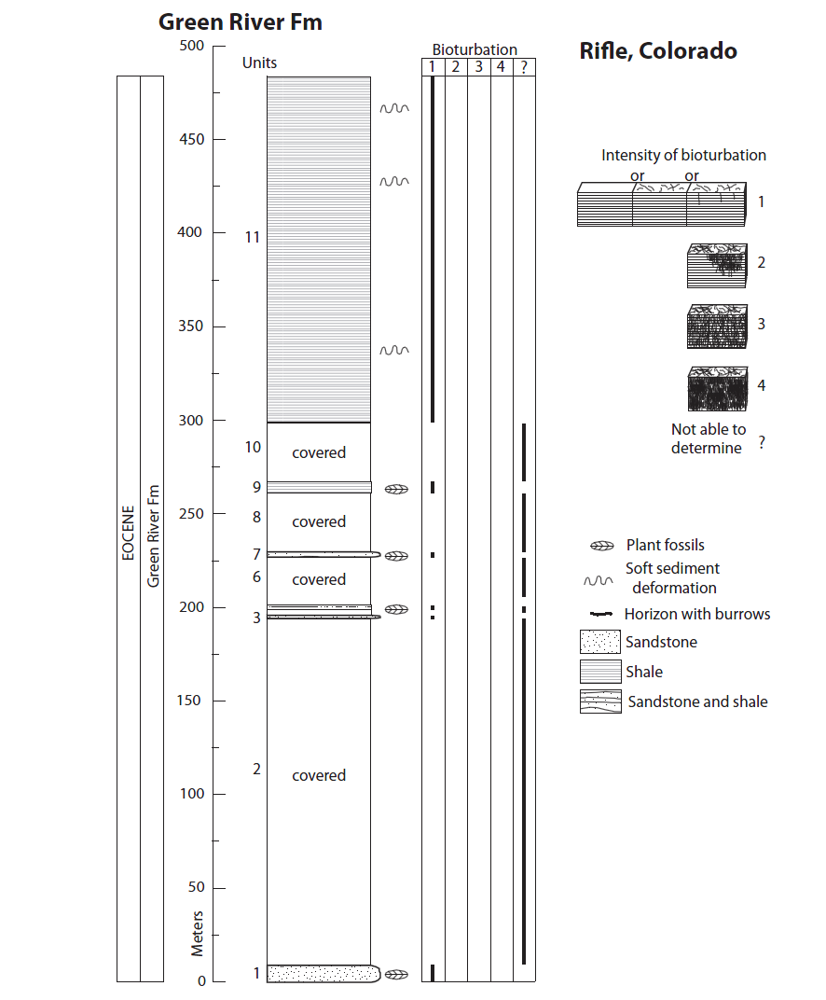 Green River Fm
Rifle, Colorado
500
Units
Bioturbation
1 2 3 4 ?
450
400
350
300
250
200
150
100
50
0
Meters
EOCENE
Green River Fm
11
10
covered
9
8
covered
7
6
covered
3
2
covered
1
Intensity of bioturbation
or or
1
2
3
4
Not able to
determine ?
Plant fossils
Soft sediment
deformation
Horizon with burrows
Sandstone
Shale
Sandstone and shale